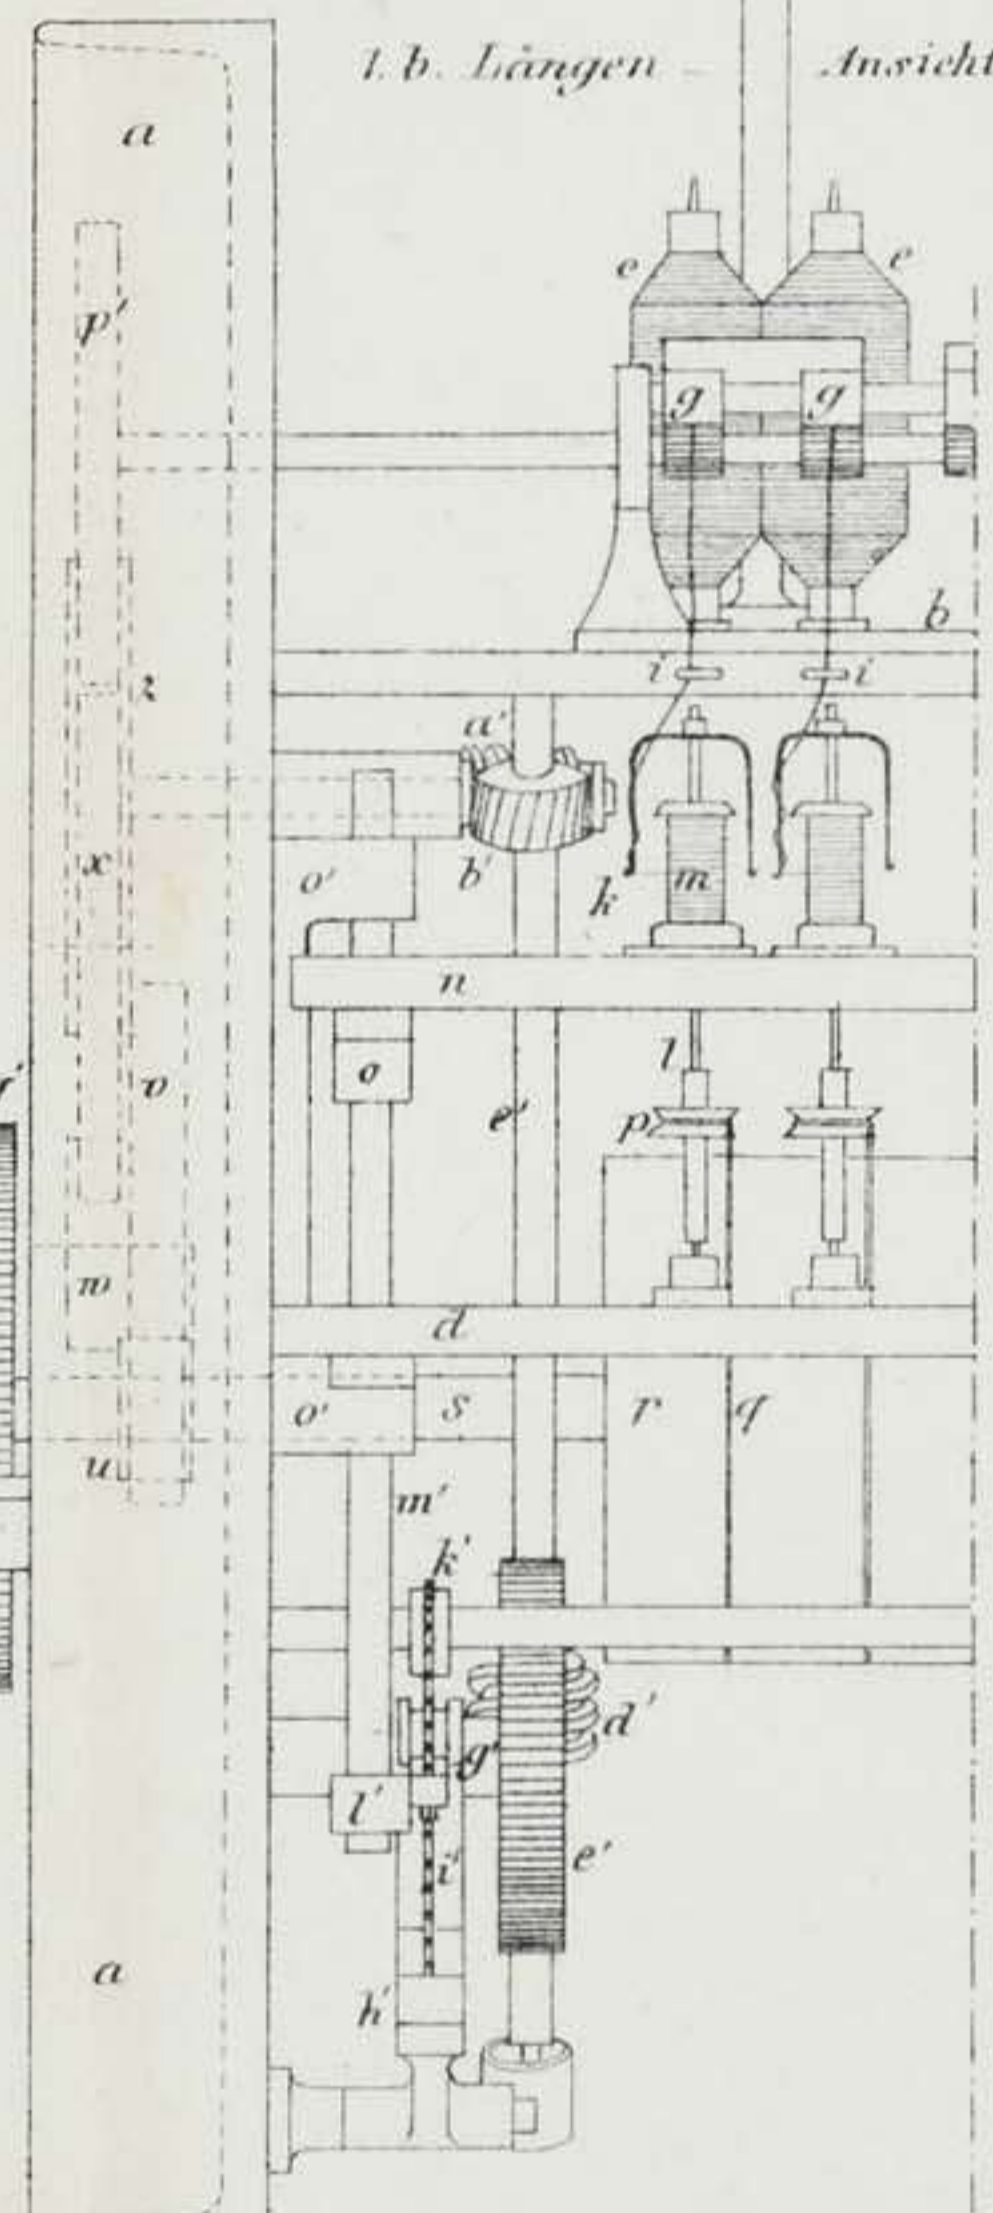 1. b. Längen - Ansicht
a
e e
p'
g g
b
i i
z
a'
x
o' b' k m
n
l
v o
e' p
w
d
o' s r q
u
m'
k'
d'
g'
l'
i' e'
a
h'